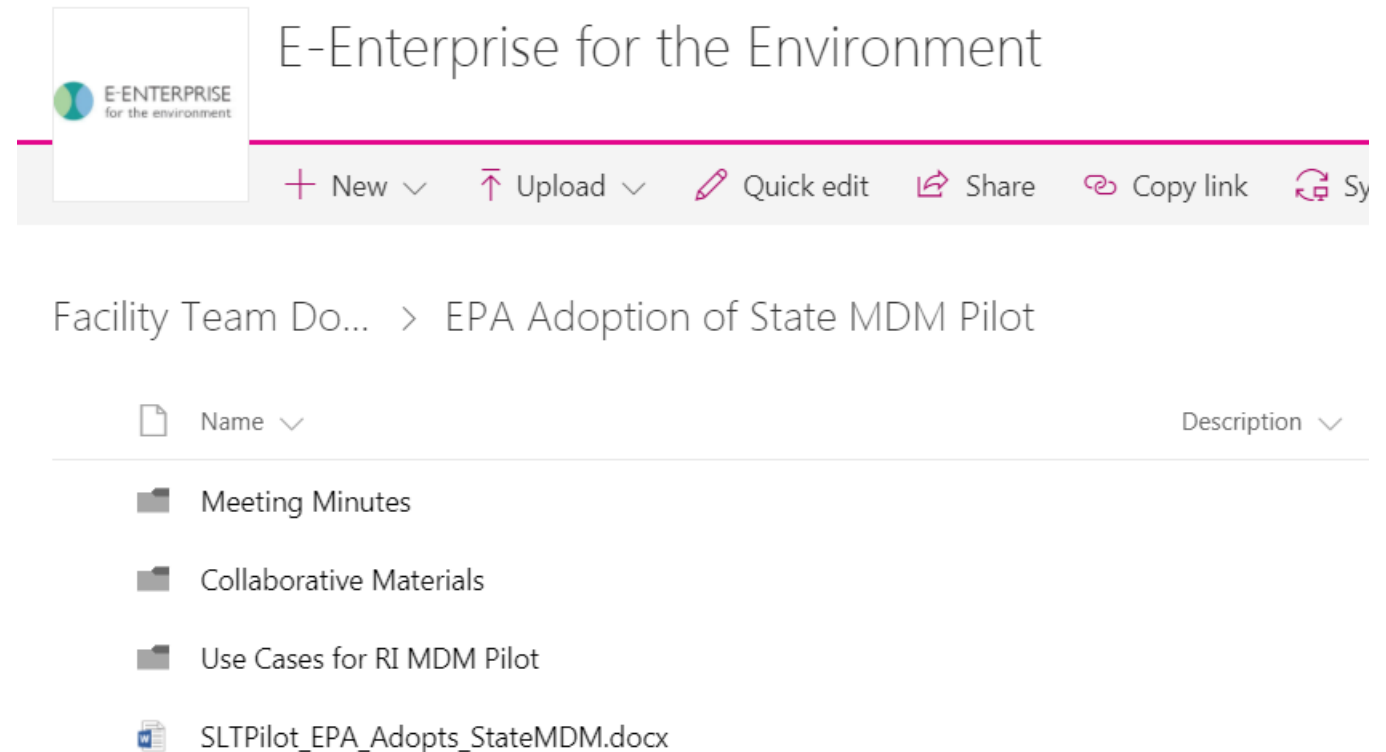 E-Enterprise for the Environment
E-ENTERPRISE
for the environment
New
Upload
Quick edit
Share
Copy link
Sy
Facility Team Do... > EPA Adoption of State MDM Pilot
Name
Description
Meeting Minutes
Collaborative Materials
Use Cases for RI MDM Pilot
SLTPilot_EPA_Adopts_StateMDM.docx